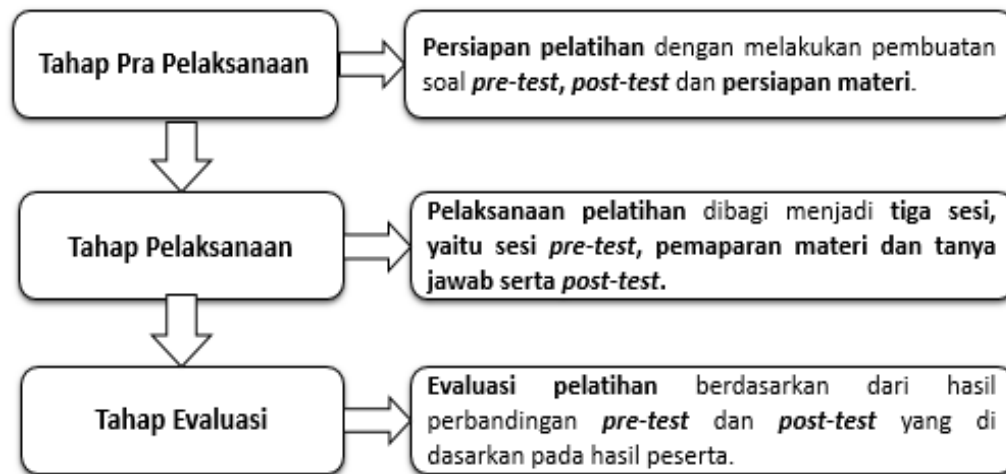 Tahap Pra Pelaksanaan
Persiapan pelatihan dengan melakukan pembuatan
soal pre-test, post-test dan persiapan materi.
Tahap Pelaksanaan
Pelaksanaan pelatihan dibagi menjadi tiga sesi,
yaitu sesi pre-test, pemaparan materi dan tanya
jawab serta post-test.
Tahap Evaluasi
Evaluasi pelatihan berdasarkan dari hasil
perbandingan pre-test dan post-test yang di
dasarkan pada hasil peserta.